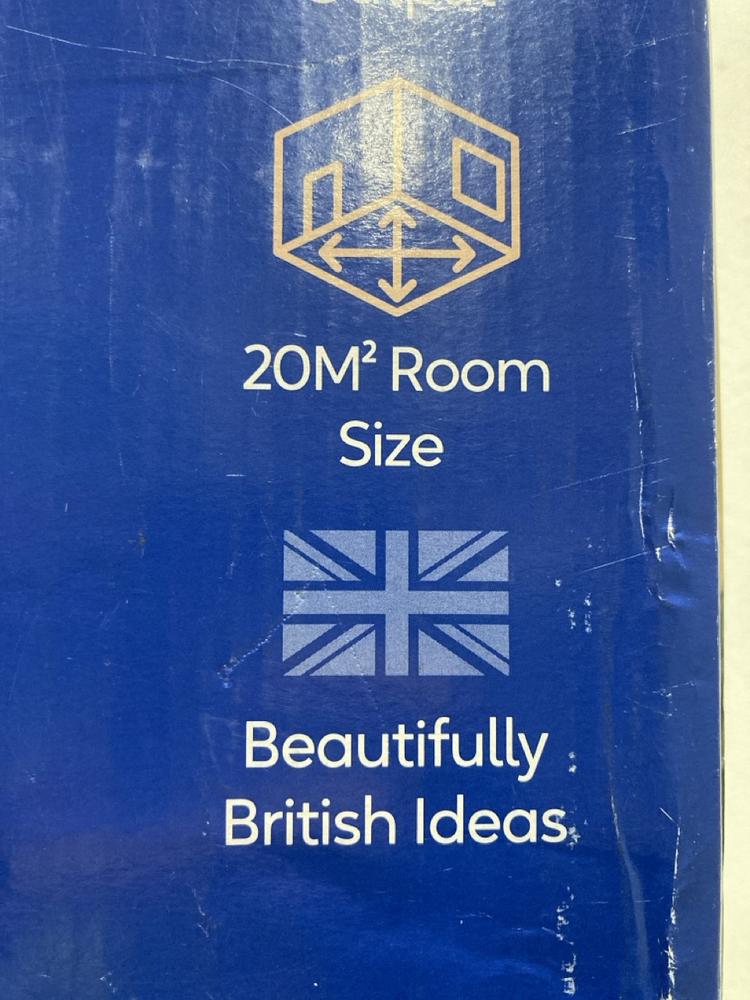 20M² Room
Size
Beautifully
British Ideas